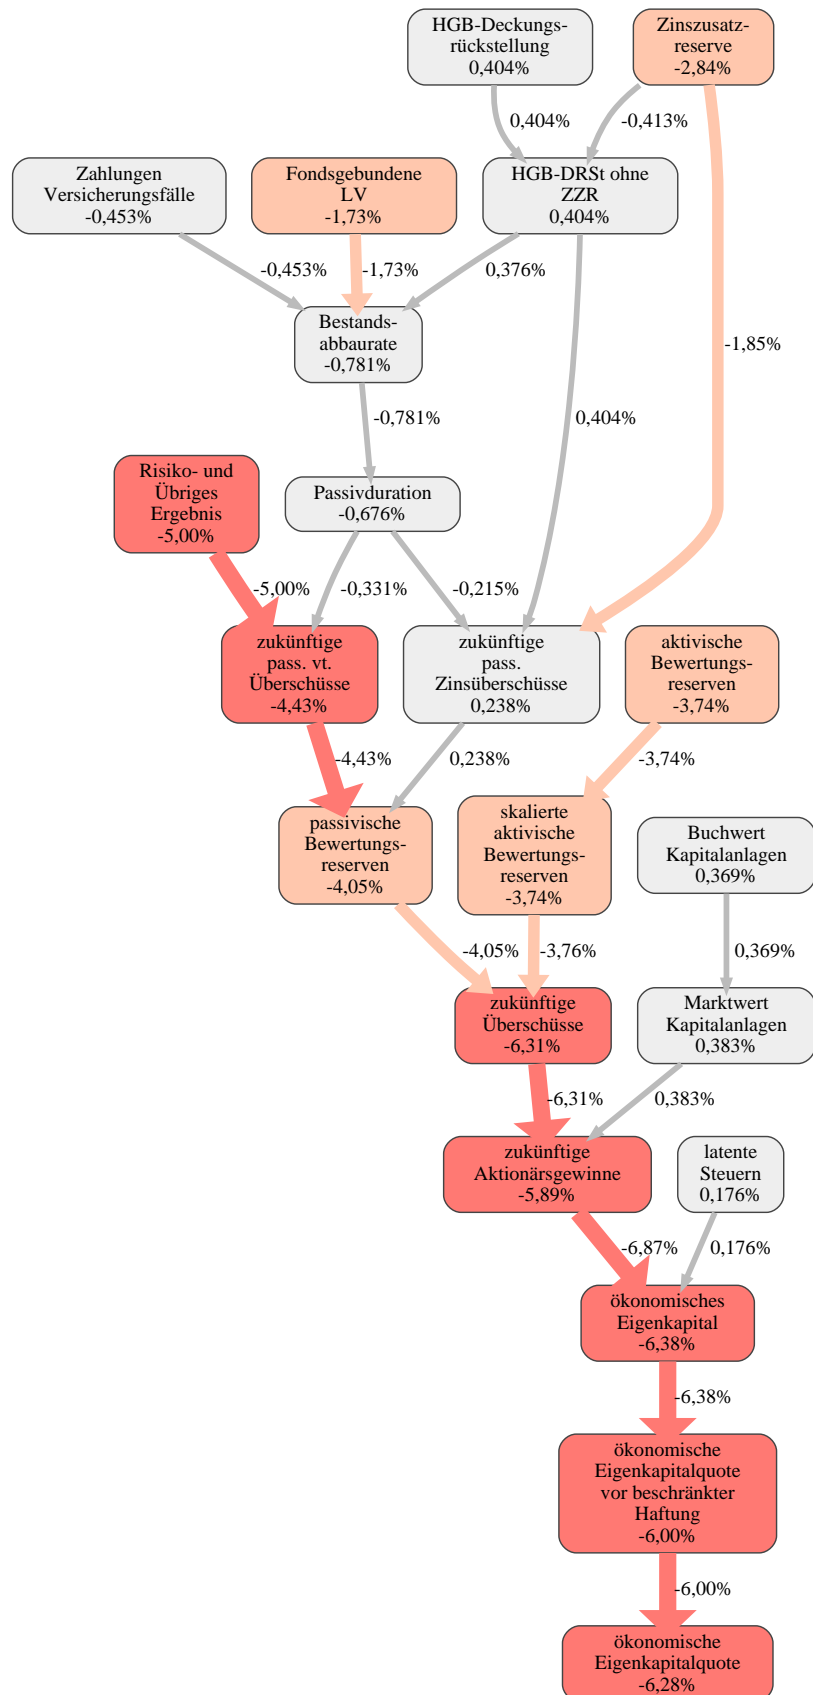 HGB-Deckungs-
rückstellung
0,404%
Zinszusatz-
reserve
-2,84%
0,404%
-0,413%
Zahlungen
Versicherungsfälle
-0,453%
Fondsgebundene
LV
-1,73%
HGB-DRSt ohne
ZZR
0,404%
-0,453%
-1,73%
0,376%
Bestands-
abbaurate
-0,781%
-1,85%
-0,781%
0,404%
Risiko- und
Übriges
Ergebnis
-5,00%
Passivduration
-0,676%
-5,00%
-0,331%
-0,215%
zukünftige
pass. vt.
Überschüsse
-4,43%
zukünftige
pass.
Zinsüberschüsse
0,238%
aktivische
Bewertungs-
reserven
-3,74%
-4,43%
0,238%
-3,74%
passivische
Bewertungs-
reserven
-4,05%
skalierte
aktivische
Bewertungs-
reserven
-3,74%
Buchwert
Kapitalanlagen
0,369%
-4,05%
-3,76%
0,369%
zukünftige
Überschüsse
-6,31%
Marktwert
Kapitalanlagen
0,383%
-6,31%
0,383%
zukünftige
Aktionärsgewinne
-5,89%
latente
Steuern
0,176%
-6,87%
0,176%
ökonomisches
Eigenkapital
-6,38%
-6,38%
ökonomische
Eigenkapitalquote
vor beschränkter
Haftung
-6,00%
-6,00%
ökonomische
Eigenkapitalquote
-6,28%